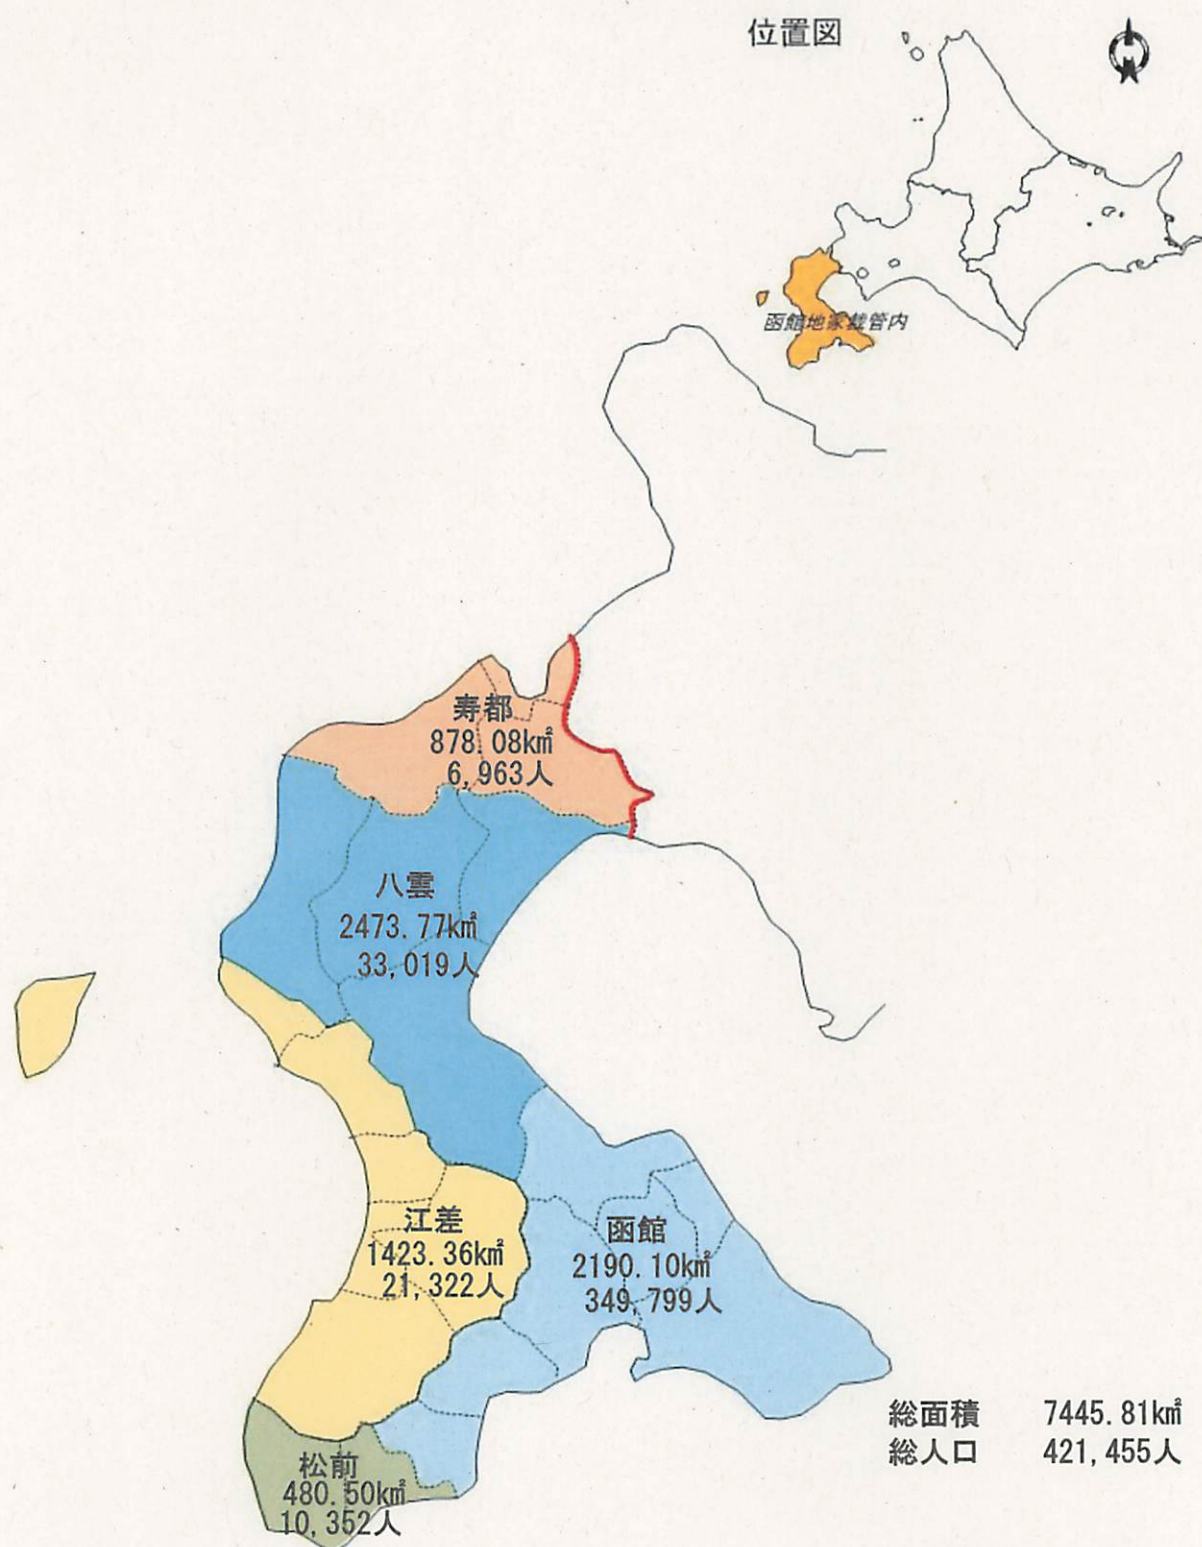 位置図
函館地家裁管内
寿都
878.08k㎡
6,963人
八雲
2473.77k㎡
33,019人
江差
1423.36k㎡
21,322人
函館
2190.10k㎡
349,799人
松前
480.50k㎡
10,352人
総面積 7445.81k㎡
総人口 421,455人